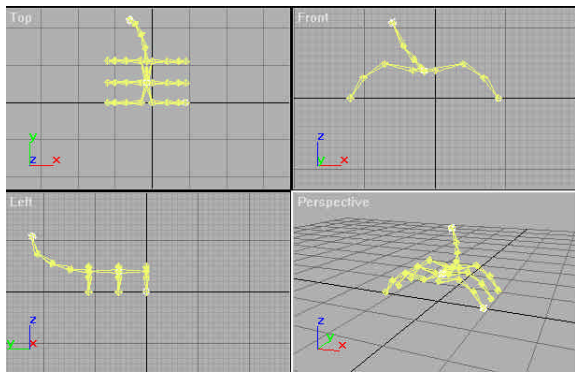 Top
y
z x
Front
z
y x
Left
z
y x
Perspective
z
y
x